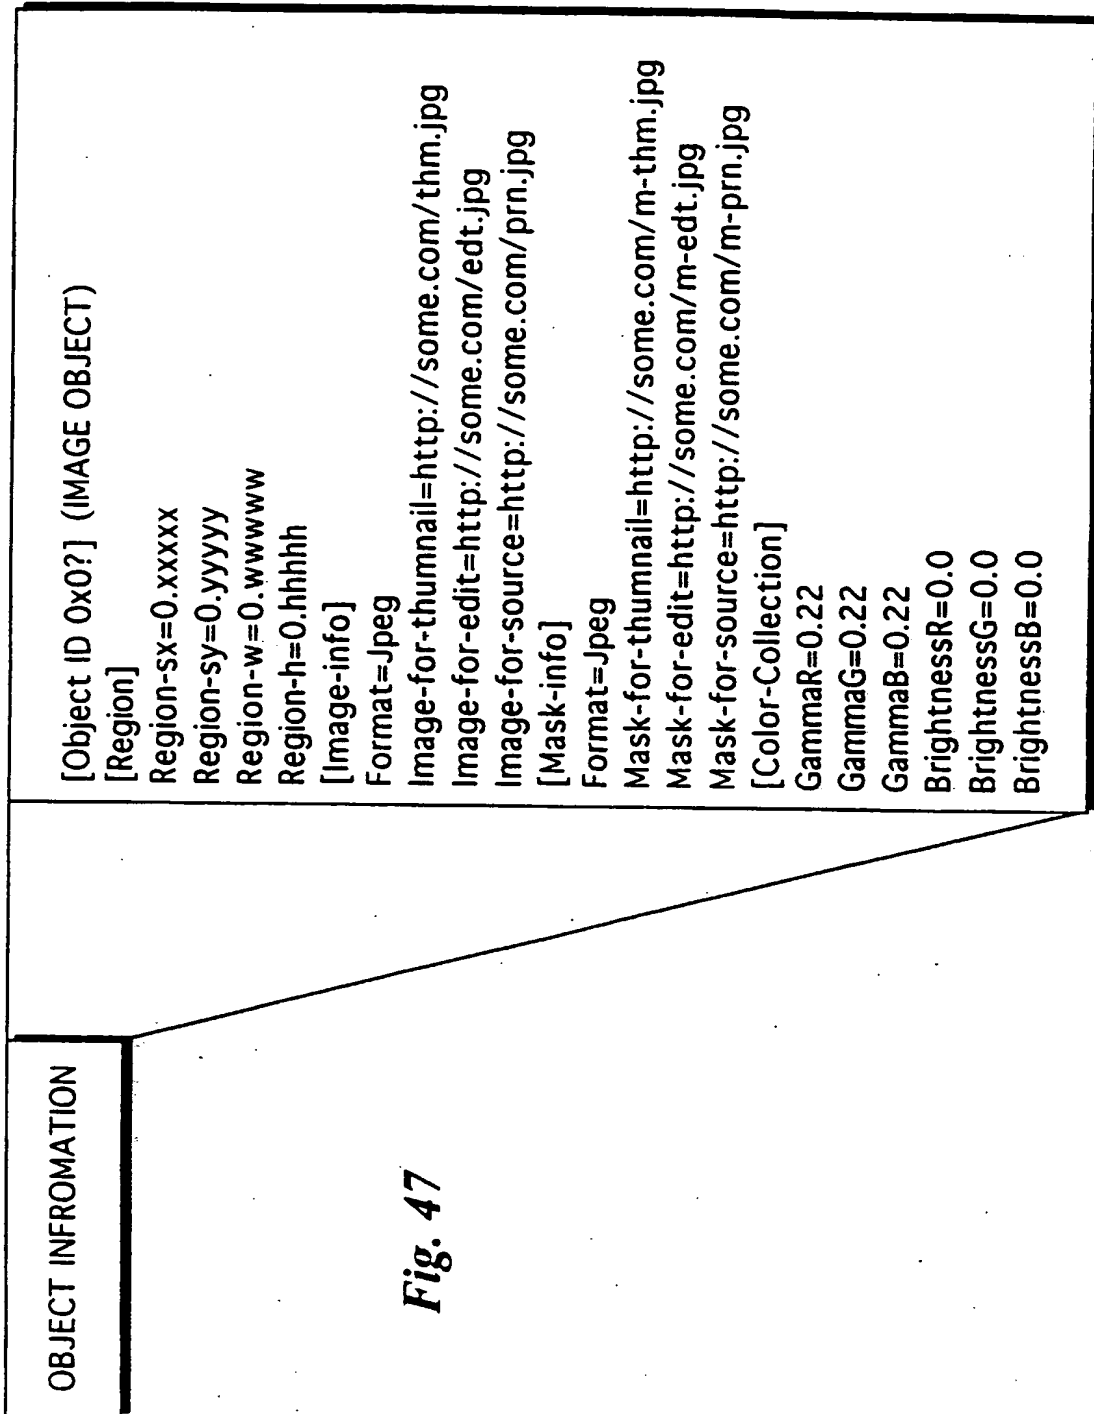 OBJECT INFROMATION
[Object ID 0x0?] (IMAGE OBJECT)
[Region]
Region-sx=0.xxxxx
Region-sy=0.yyyyy
Region-w=0.wwwww
Region-h=0.hhhhh
[Image-info]
Format=Jpeg
Image-for-thumnail=http://some.com/thm.jpg
Image-for-edit=http://some.com/edt.jpg
Image-for-source=http://some.com/prn.jpg
[Mask-info]
Format=Jpeg
Mask-for-thumnail=http://some.com/m-thm.jpg
Mask-for-edit=http://some.com/m-edt.jpg
Mask-for-source=http://some.com/m-prn.jpg
[Color-Collection]
GammaR=0.22
GammaG=0.22
GammaB=0.22
BrightnessR=0.0
BrightnessG=0.0
BrightnessB=0.0
Fig. 47